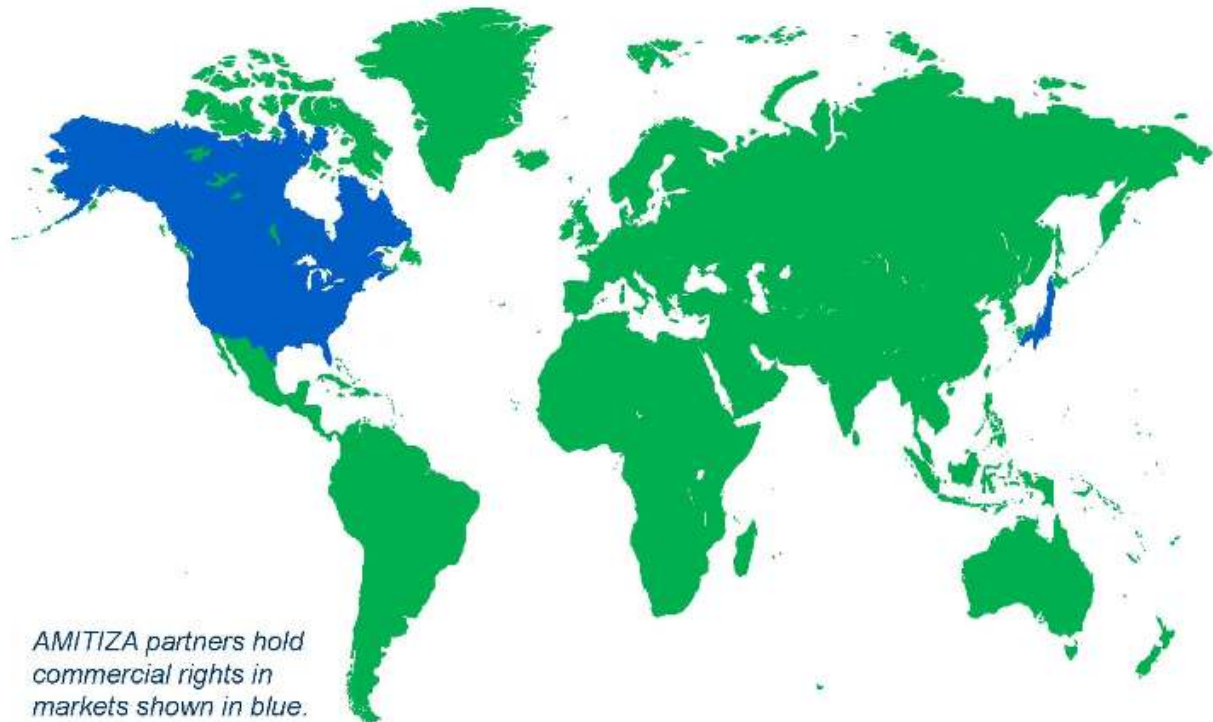 AMITIZA partners hold
commercial rights in
markets shown in blue.